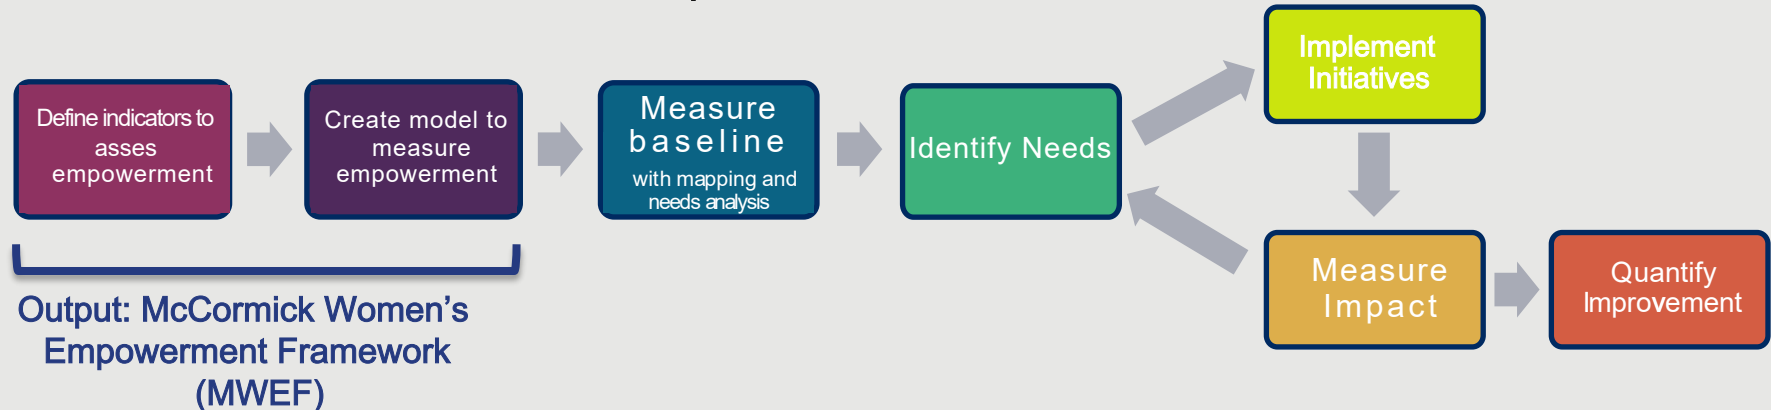 Define indicators to
asses
empowerment
Create model to
measure
empowerment
Measure
baseline
with mapping and
needs analysis
Identify Needs
Implement
Initiatives
Measure
Impact
Quantify
Improvement
Output: McCormick Women’s
Empowerment Framework
(MWEF)